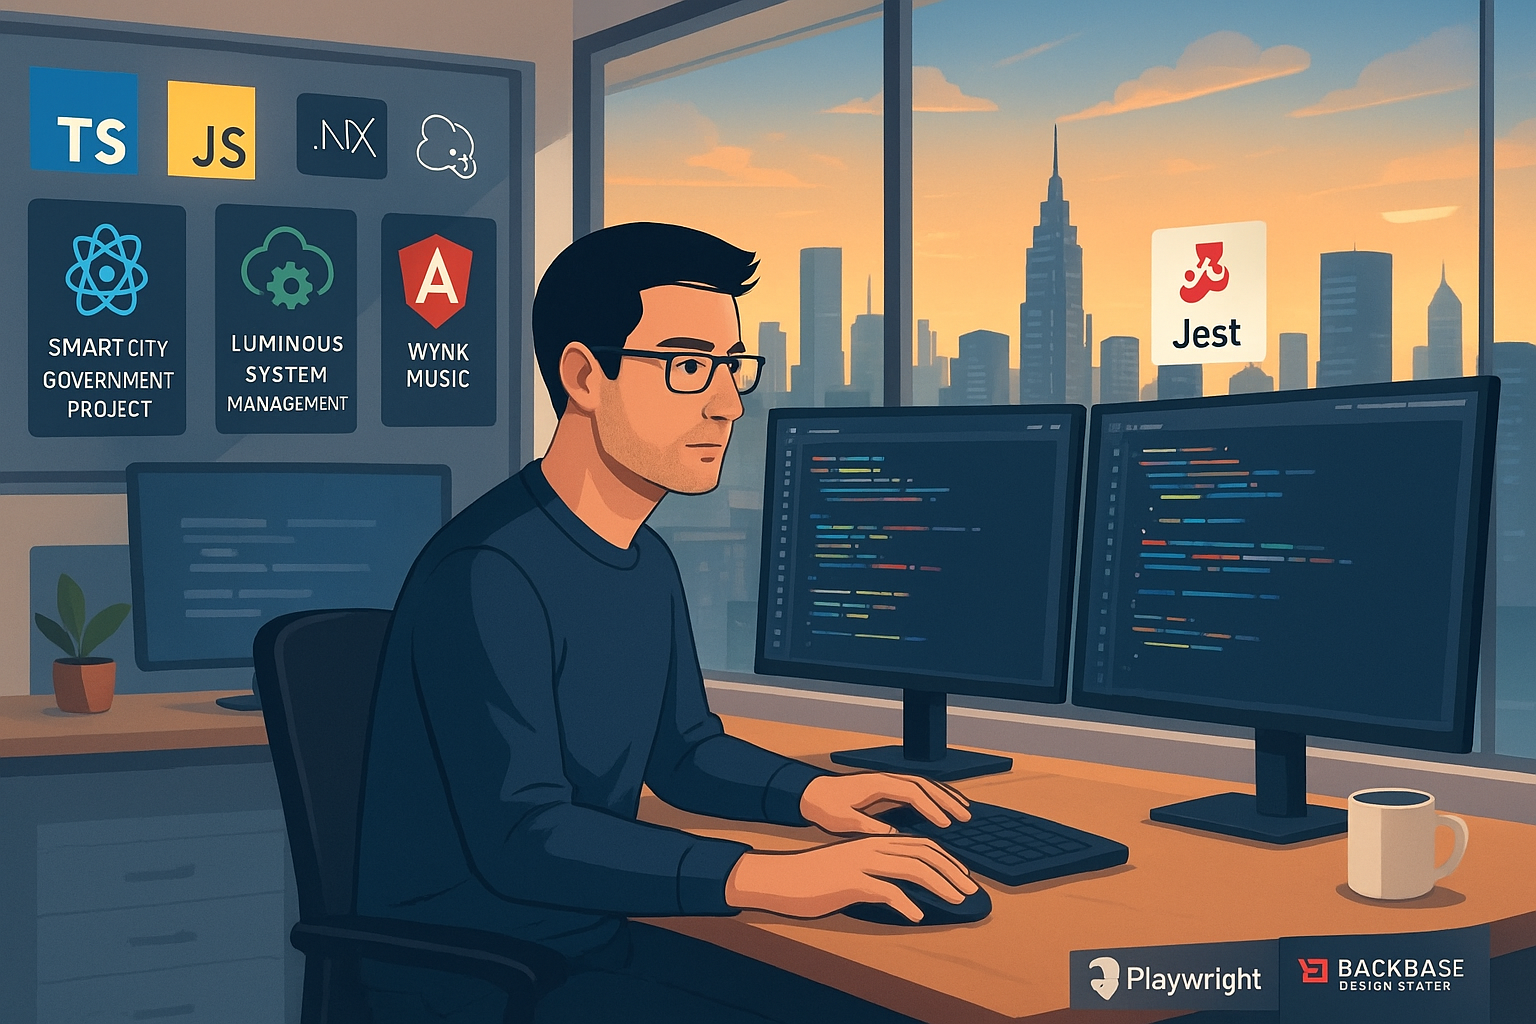 TS
JS
.NX
SMART CITY
GOVERNMENT
PROJECT
LUMINOUS
SYSTEM
MANAGEMENT
A
WYNK
MUSIC
Jest
Playwright
BACKBASE
DESIGN STATER